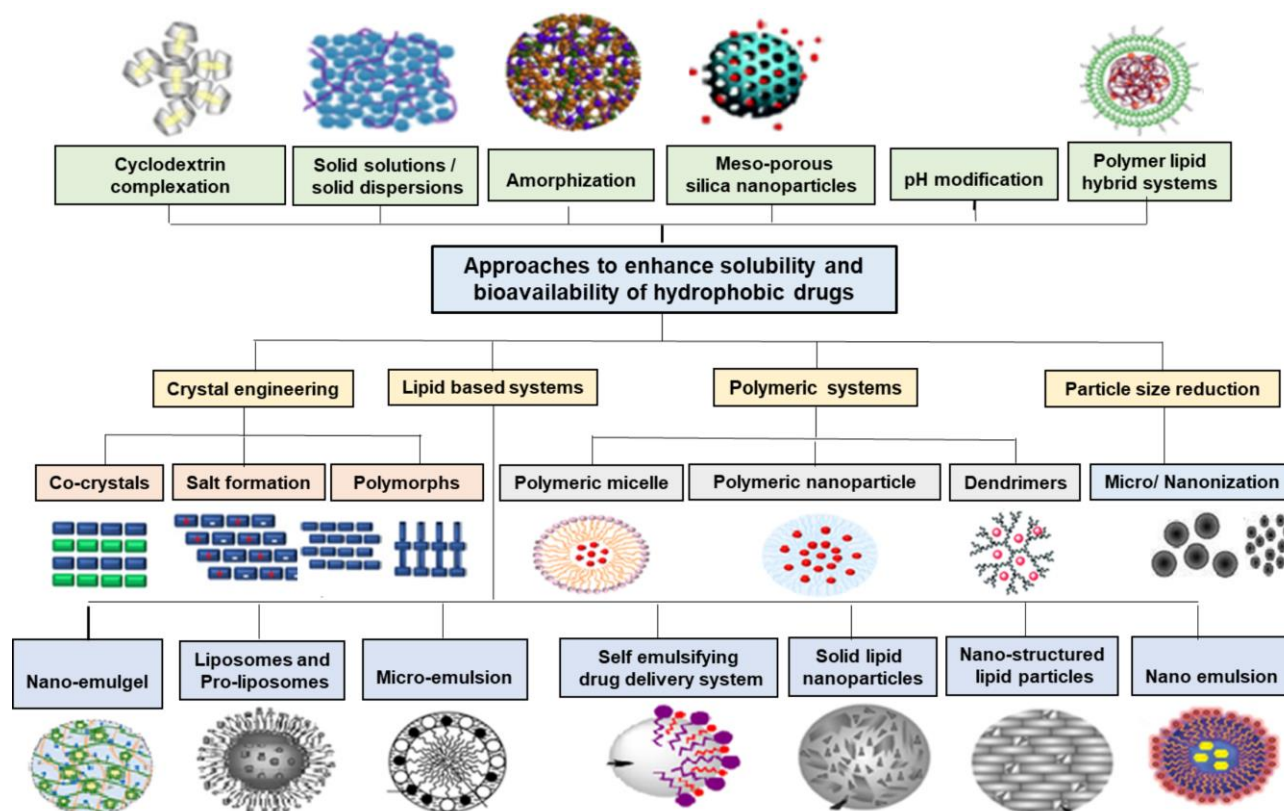 Cyclodextrin
complexation
Solid solutions /
solid dispersions
Amorphization
Meso-porous
silica nanoparticles
pH modification
Polymer lipid
hybrid systems
Approaches to enhance solubility and
bioavailability of hydrophobic drugs
Crystal engineering
Lipid based systems
Polymeric systems
Particle size reduction
Co-crystals
Salt formation
Polymorphs
Polymeric micelle
Polymeric nanoparticle
Dendrimers
Micro/ Nanonization
Nano-emulgel
Liposomes and
Pro-liposomes
Micro-emulsion
Self emulsifying
drug delivery system
Solid lipid
nanoparticles
Nano-structured
lipid particles
Nano emulsion